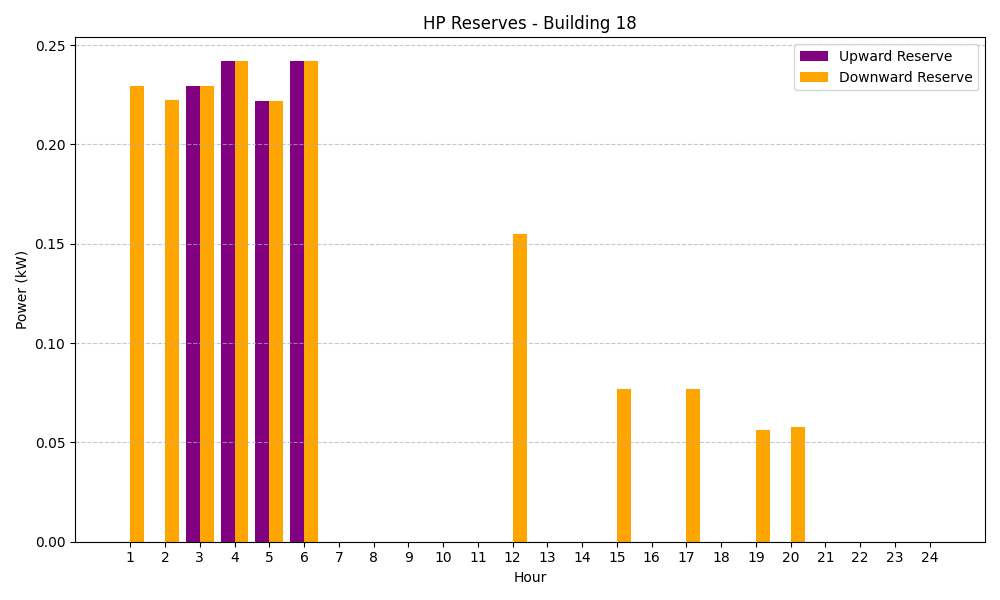 HP Reserves - Building 18
Upward Reserve
Downward Reserve
Power (kW)
0.25
0.20
0.15
0.10
0.05
0.00
1 2 3 4 5 6 7 8 9 10 11 12 13 14 15 16 17 18 19 20 21 22 23 24
Hour